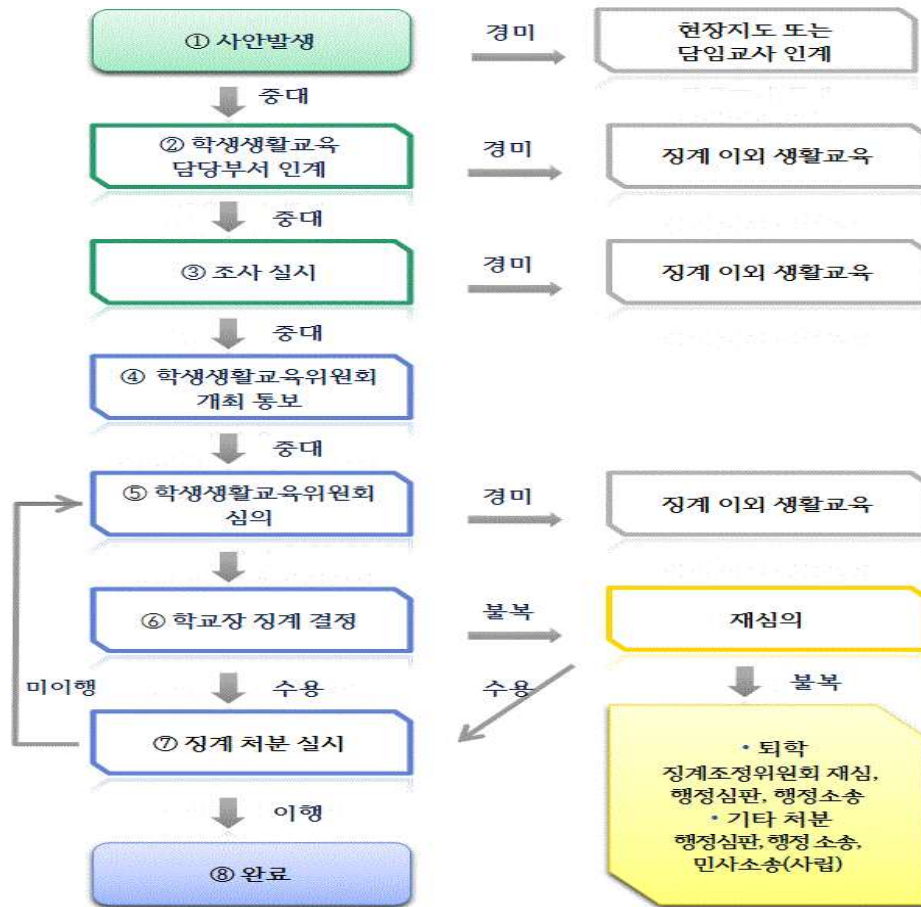 ① 사안발생
경미
현장지도 또는
담임교사 인계
중대
② 학생생활교육
담당부서 인계
경미
징계 이외 생활교육
중대
③ 조사 실시
경미
징계 이외 생활교육
중대
④ 학생생활교육위원회
개최 통보
중대
⑤ 학생생활교육위원회
심의
경미
징계 이외 생활교육
⑥ 학교장 징계 결정
불복
재심의
미이행
수용
수용
불복
⑦ 징계 처분 실시
• 퇴학
징계조정위원회 재심,
행정심판, 행정소송
• 기타 처분
행정심판, 행정 소송,
민사소송(사립)
이행
⑧ 완료